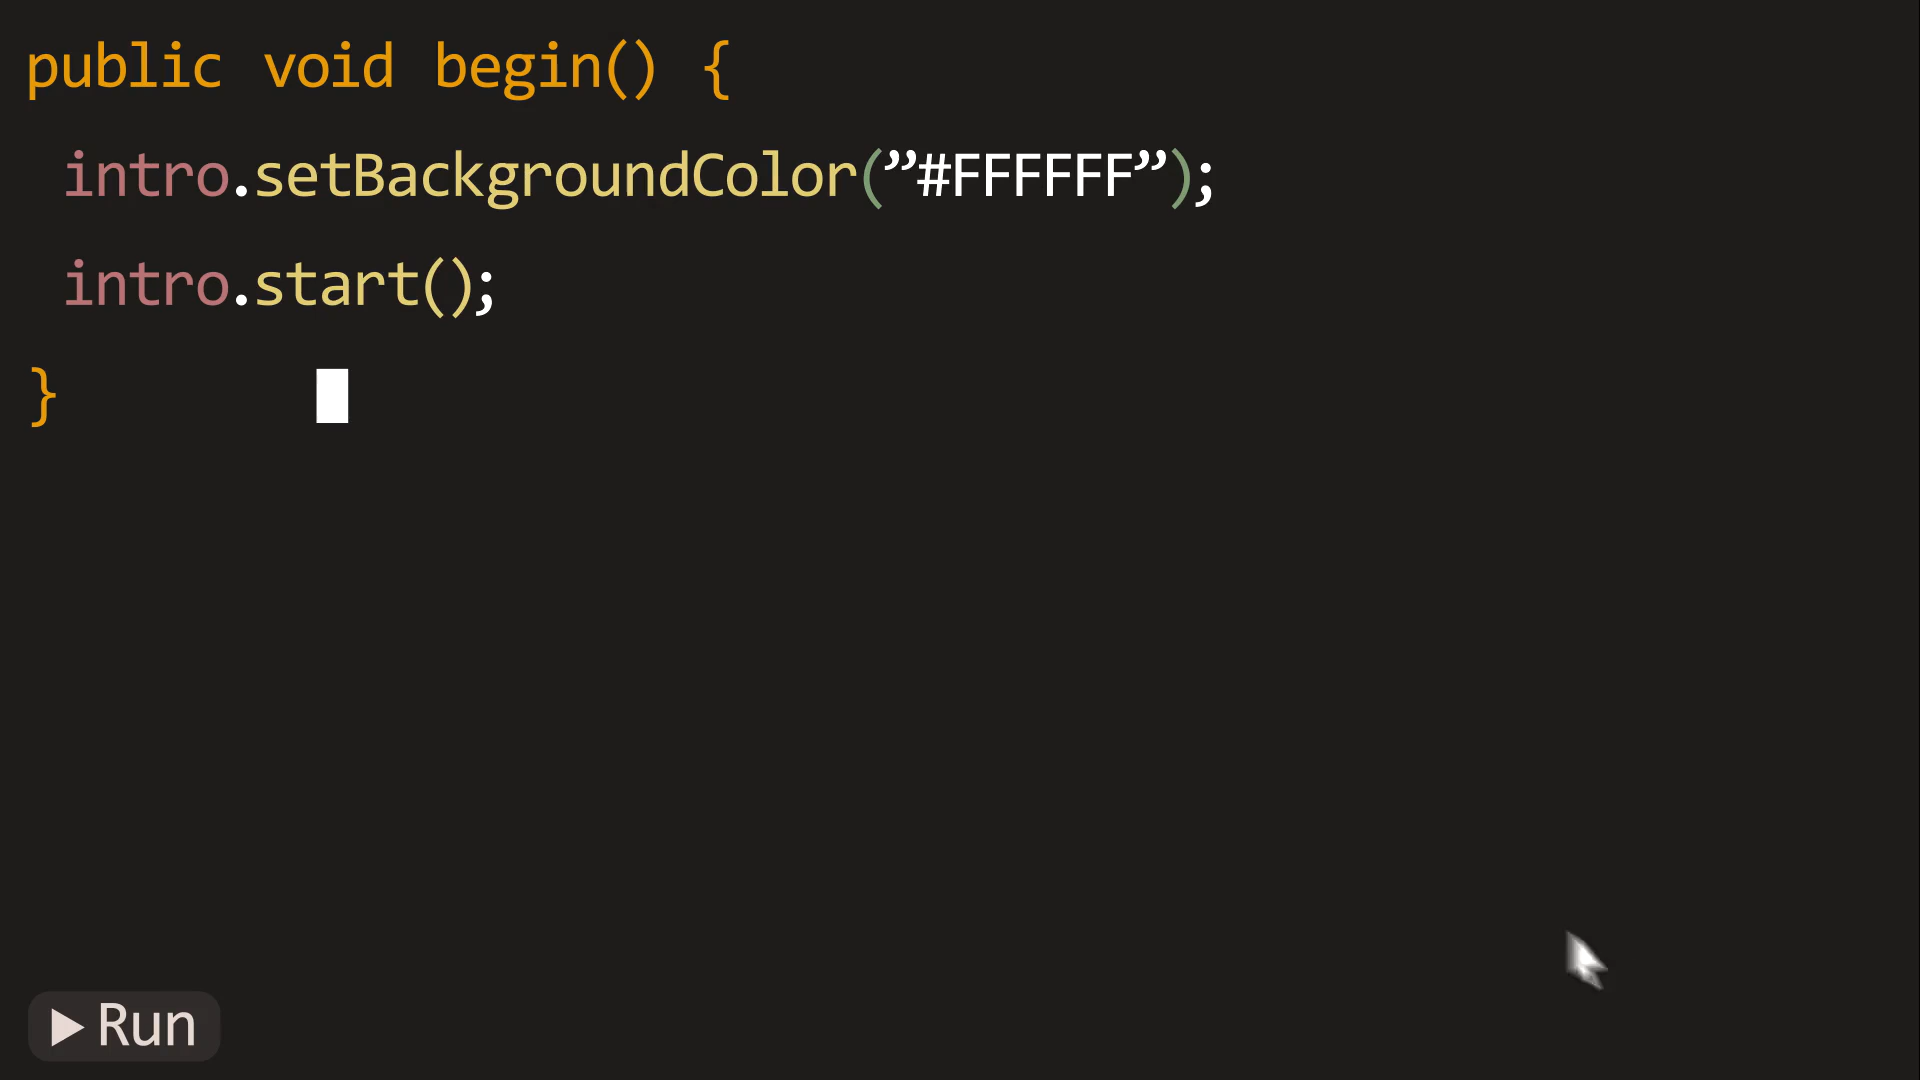 public void begin() {
intro.setBackgroundColor(”#FFFFFF”);
intro.start();
}
Run